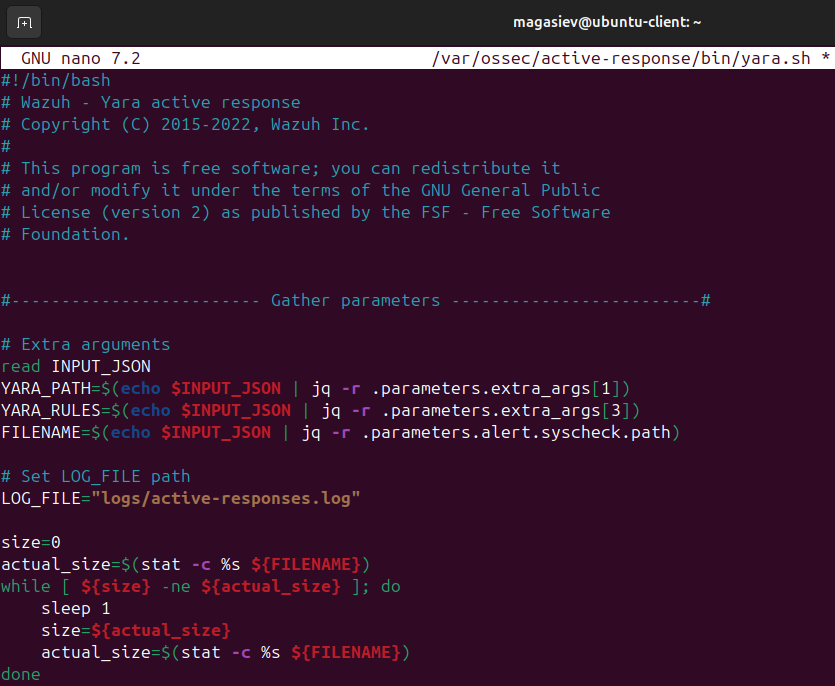 magasiev@ubuntu-client: ~
GNU nano 7.2 /var/ossec/active-response/bin/yara.sh *
#!/bin/bash
# Wazuh - Yara active response
# Copyright (C) 2015-2022, Wazuh Inc.
#
# This program is free software; you can redistribute it
# and/or modify it under the terms of the GNU General Public
# License (version 2) as published by the FSF - Free Software
# Foundation.
#------------------------- Gather parameters -------------------------#
# Extra arguments
read INPUT_JSON
YARA_PATH=$(echo $INPUT_JSON | jq -r .parameters.extra_args[1])
YARA_RULES=$(echo $INPUT_JSON | jq -r .parameters.extra_args[3])
FILENAME=$(echo $INPUT_JSON | jq -r .parameters.alert.syscheck.path)
# Set LOG_FILE path
LOG_FILE="logs/active-responses.log"
size=0
actual_size=$(stat -c %s ${FILENAME})
while [ ${size} -ne ${actual_size} ]; do
    sleep 1
    size=${actual_size}
    actual_size=$(stat -c %s ${FILENAME})
done